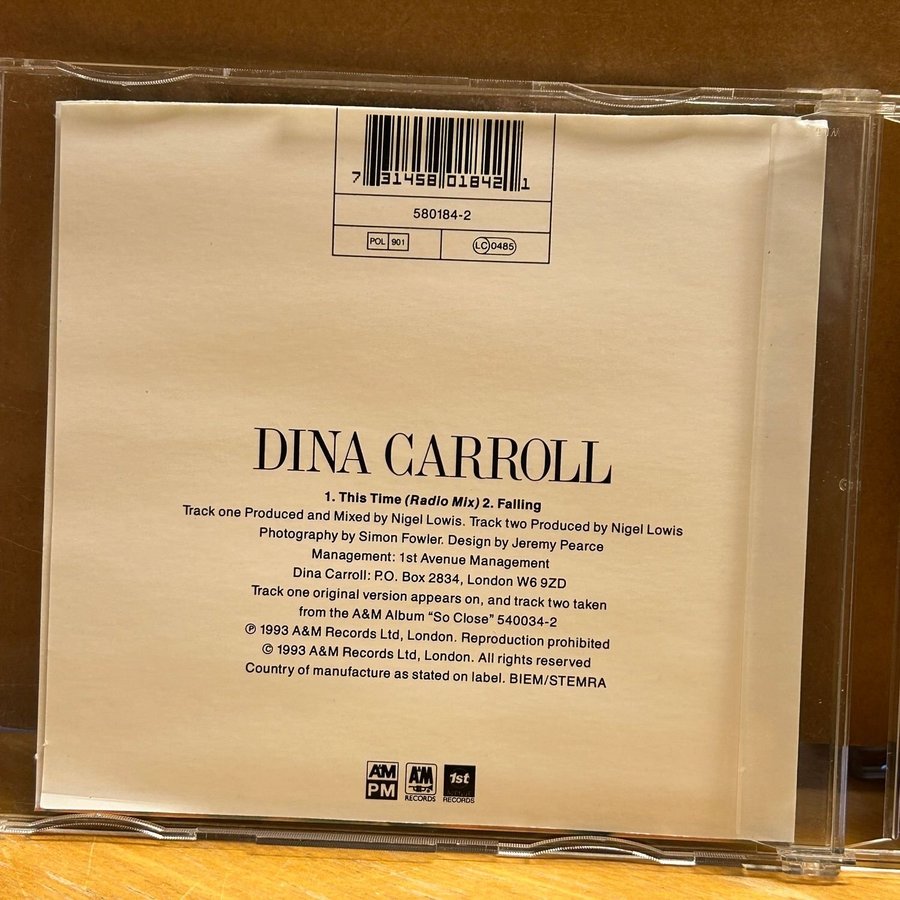 7 31458 01842 1
580184-2
POL 901 LC 0485
DINA CARROLL
1. This Time (Radio Mix) 2. Falling
Track one Produced and Mixed by Nigel Lowis. Track two Produced by Nigel Lowis
Photography by Simon Fowler. Design by Jeremy Pearce
Management: 1st Avenue Management
Dina Carroll: P.O. Box 2834, London W6 9ZD
Track one original version appears on, and track two taken
from the A&M Album "So Close" 540034-2
℗ 1993 A&M Records Ltd, London. Reproduction prohibited
© 1993 A&M Records Ltd, London. All rights reserved
Country of manufacture as stated on label. BIEM/STEMRA
A&M PM
A&M RECORDS
1st RECORDS